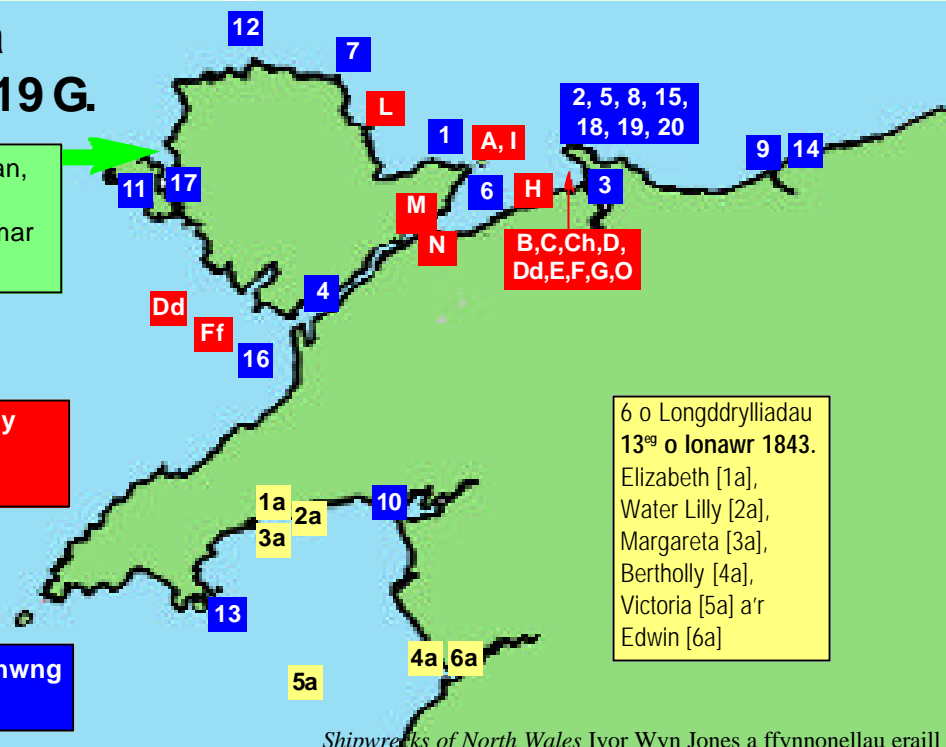 a
19 G.
an,
mar
y
nwng
12
7
L
1
A, I
2, 5, 8, 15,
18, 19, 20
9
14
11
17
6
H
3
M
N
B,C,Ch,D,
Dd,E,F,G,O
4
Dd
Ff
16
1a
2a
3a
10
13
4a
6a
5a
6 o Longddrylliadau
13eg o Ionawr 1843.
Elizabeth [1a],
Water Lilly [2a],
Margareta [3a],
Bertholly [4a],
Victoria [5a] a'r
Edwin [6a]
Shipwrecks of North Wales Ivor Wyn Jones a ffynnonellau eraill